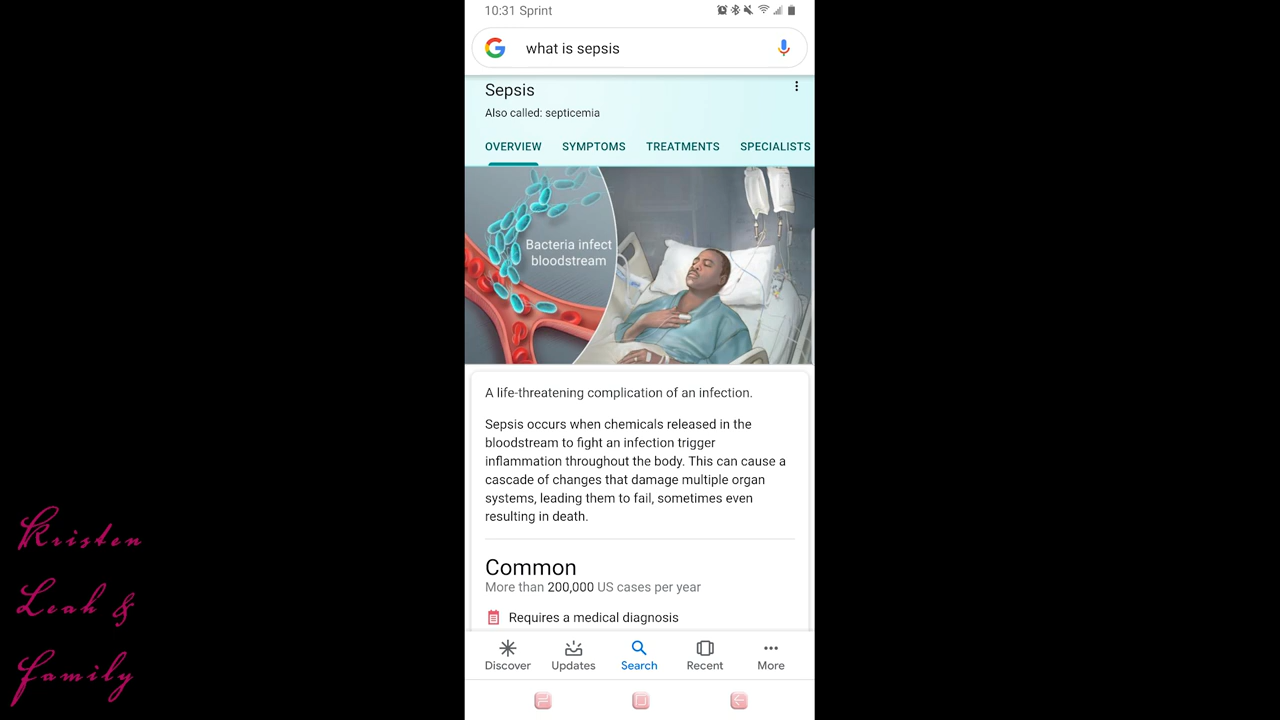 10:31 Sprint
what is sepsis
Sepsis
Also called: septicemia
OVERVIEW SYMPTOMS TREATMENTS SPECIALISTS
Bacteria infect
bloodstream
A life-threatening complication of an infection.
Sepsis occurs when chemicals released in the
bloodstream to fight an infection trigger
inflammation throughout the body. This can cause a
cascade of changes that damage multiple organ
systems, leading them to fail, sometimes even
resulting in death.
Common
More than 200,000 US cases per year
Requires a medical diagnosis
Discover Updates Search Recent More
Kristen
Leah &
Family